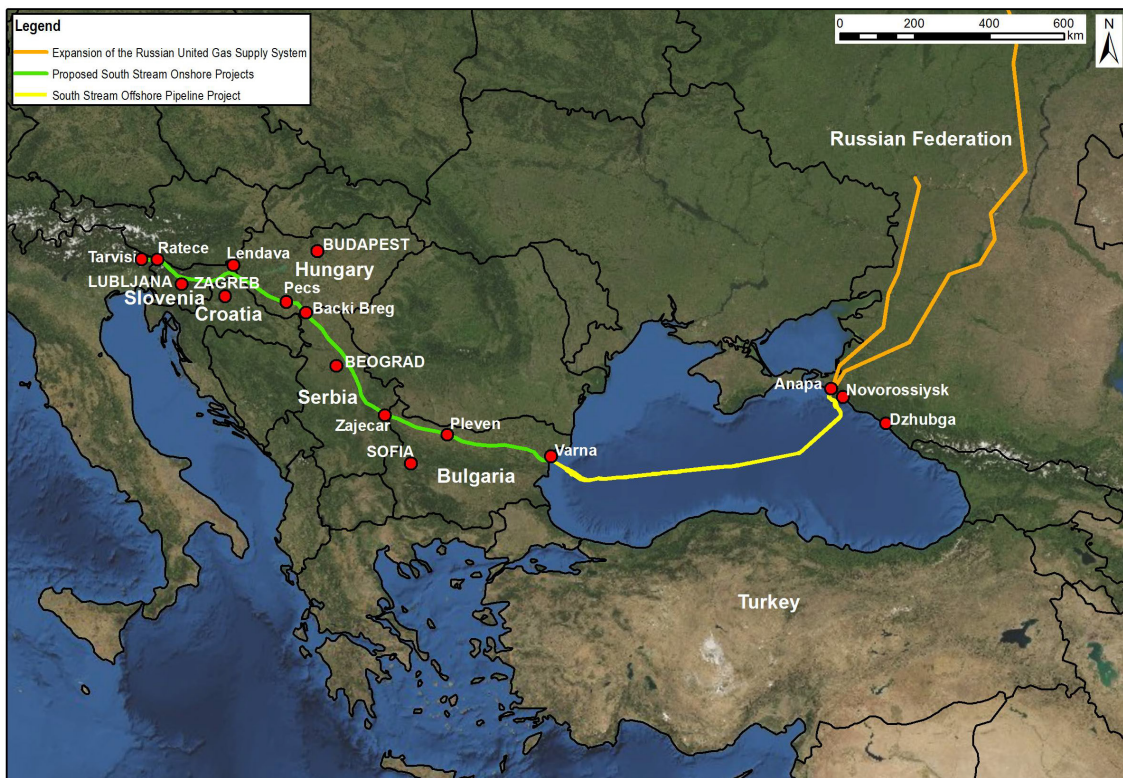 Legend
Expansion of the Russian United Gas Supply System
Proposed South Stream Onshore Projects
South Stream Offshore Pipeline Project
0 200 400 600
km
N
Russian Federation
BUDAPEST
Hungary
Tarvisi
Ratece
Lendava
LUBLJANA
ZAGREB
Slovenia
Croatia
Pecs
Backi Breg
BEOGRAD
Serbia
Zajecar
Pleven
SOFIA
Bulgaria
Varna
Anapa
Novorossiysk
Dzhubga
Turkey